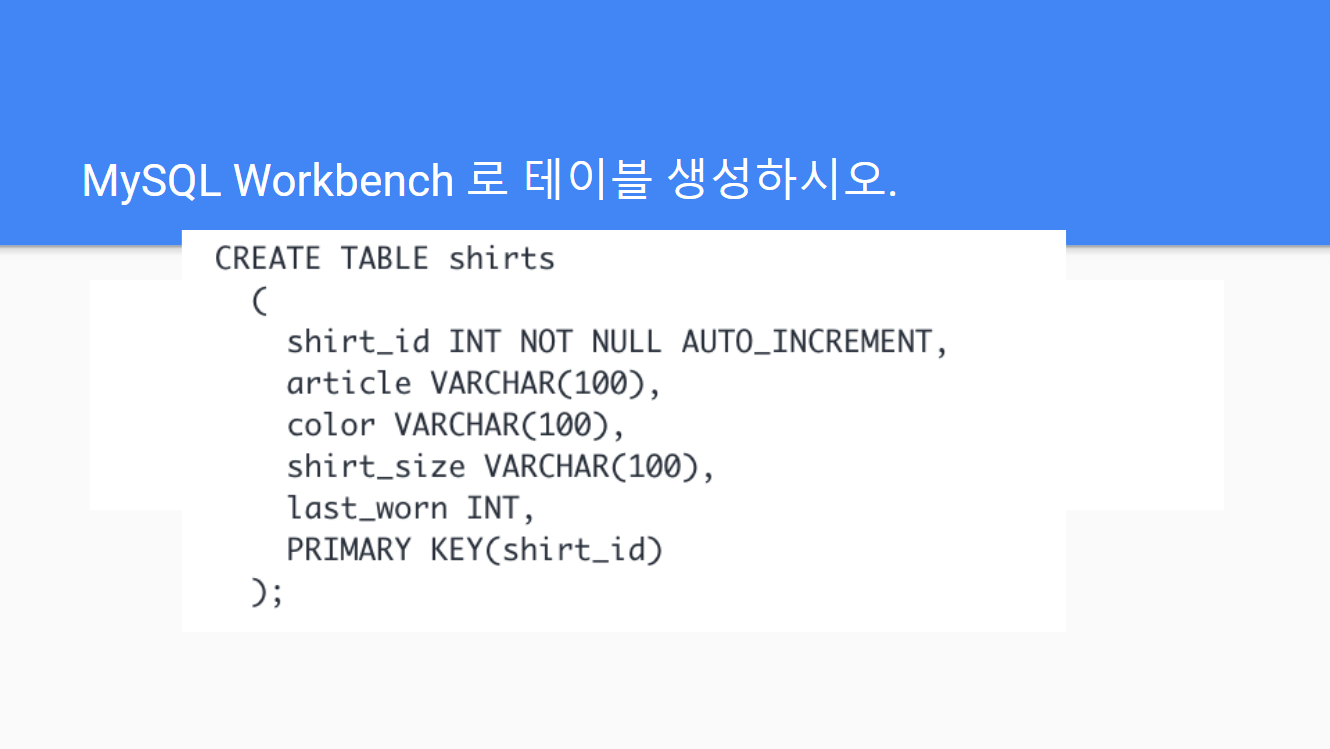 MySQL Workbench 로 테이블 생성하시오.
CREATE TABLE shirts
(
shirt_id INT NOT NULL AUTO_INCREMENT,
article VARCHAR(100),
color VARCHAR(100),
shirt_size VARCHAR(100),
last_worn INT,
PRIMARY KEY(shirt_id)
);